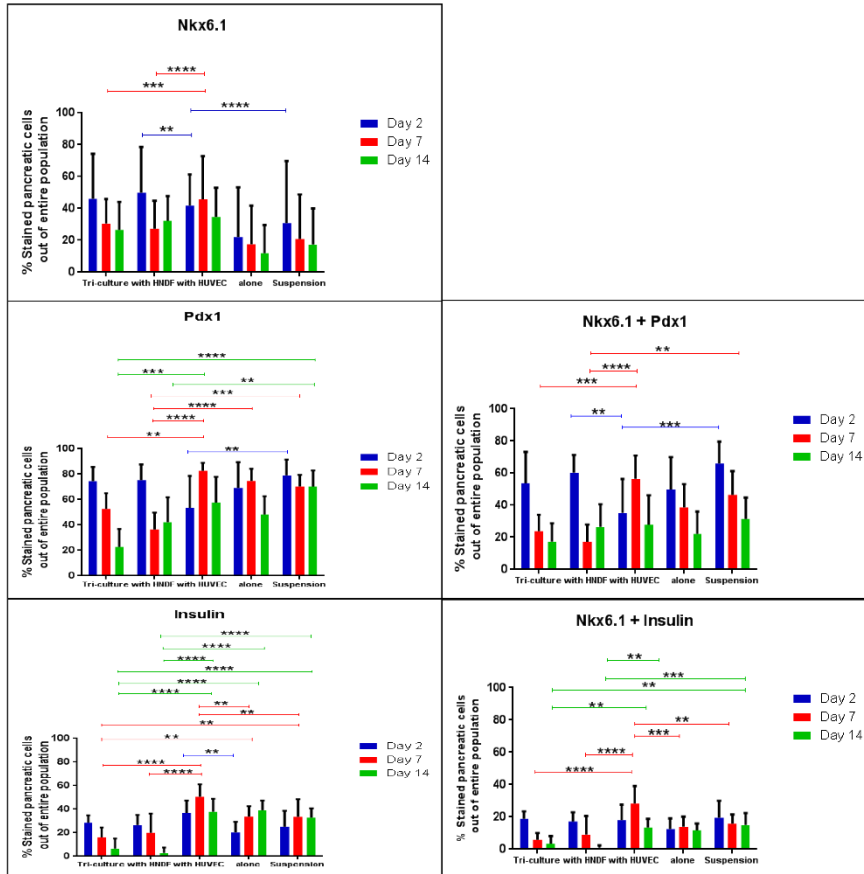 Nkx6.1
****
***
****
**
% Stained pancreatic cells
out of entire population
100
80
60
40
20
0
Tri-culture with HNDF with HUVEC alone Suspension
Day 2
Day 7
Day 14
Pdx1
****
***
**
***
****
****
**
**
% Stained pancreatic cells
out of entire population
100
80
60
40
20
0
Tri-culture with HNDF with HUVEC alone Suspension
Day 2
Day 7
Day 14
Nkx6.1 + Pdx1
**
****
***
**
***
% Stained pancreatic cells
out of entire population
100
80
60
40
20
0
Tri-culture with HNDF with HUVEC alone Suspension
Day 2
Day 7
Day 14
Insulin
****
****
****
****
****
****
**
**
**
**
**
****
****
% Stained pancreatic cells
out of entire population
100
80
60
40
20
0
Tri-culture with HNDF with HUVEC alone Suspension
Day 2
Day 7
Day 14
Nkx6.1 + Insulin
**
***
**
**
**
***
****
****
% Stained pancreatic cells
out of entire population
100
80
60
40
20
0
Tri-culture with HNDF with HUVEC alone Suspension
Day 2
Day 7
Day 14